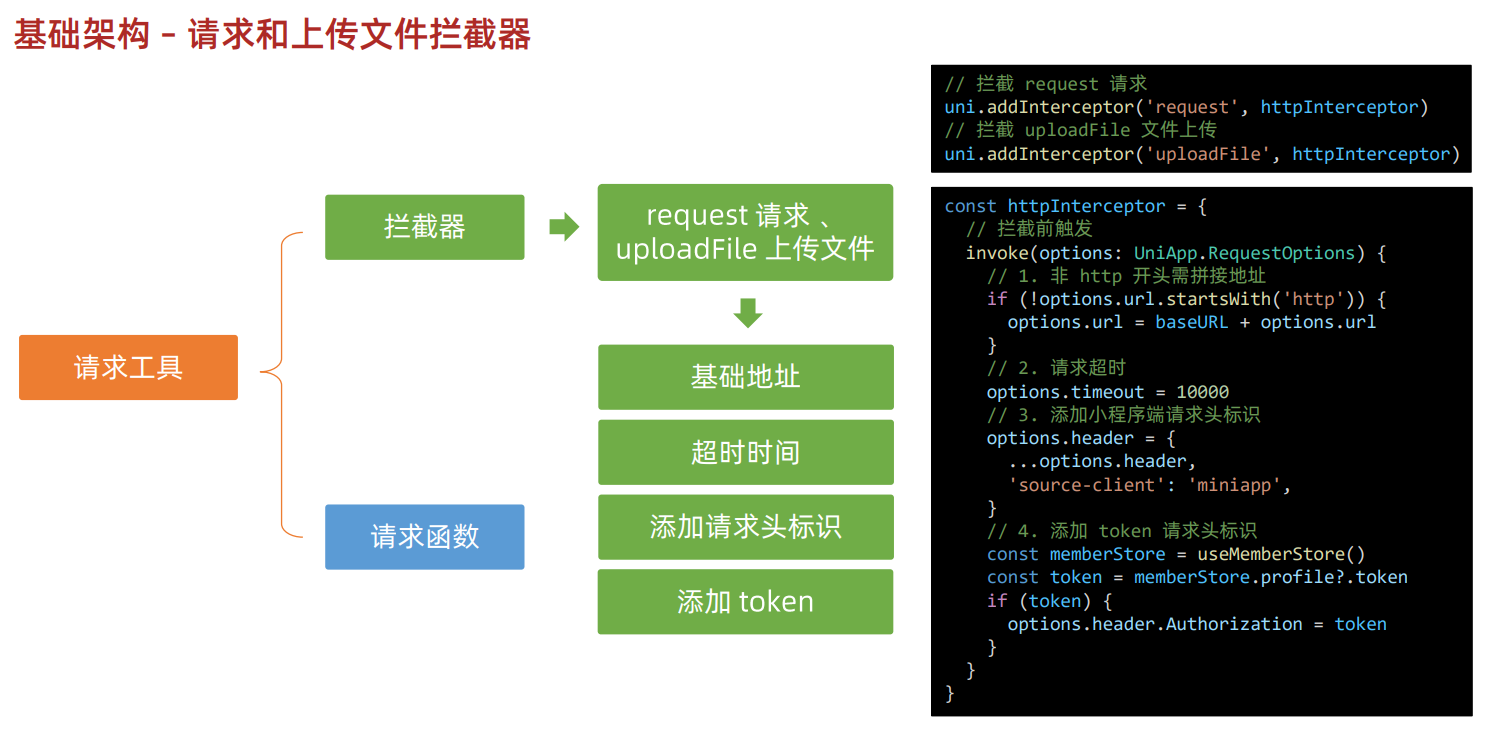 基础架构 – 请求和上传文件拦截器
请求工具
拦截器
request 请求 、
uploadFile 上传文件
基础地址
超时时间
添加请求头标识
添加 token
请求函数
// 拦截 request 请求
uni.addInterceptor('request', httpInterceptor)
// 拦截 uploadFile 文件上传
uni.addInterceptor('uploadFile', httpInterceptor)
const httpInterceptor = {
  // 拦截前触发
  invoke(options: UniApp.RequestOptions) {
    // 1. 非 http 开头需拼接地址
    if (!options.url.startsWith('http')) {
      options.url = baseURL + options.url
    }
    // 2. 请求超时
    options.timeout = 10000
    // 3. 添加小程序端请求头标识
    options.header = {
      ...options.header,
      'source-client': 'miniapp',
    }
    // 4. 添加 token 请求头标识
    const memberStore = useMemberStore()
    const token = memberStore.profile?.token
    if (token) {
      options.header.Authorization = token
    }
  }
}